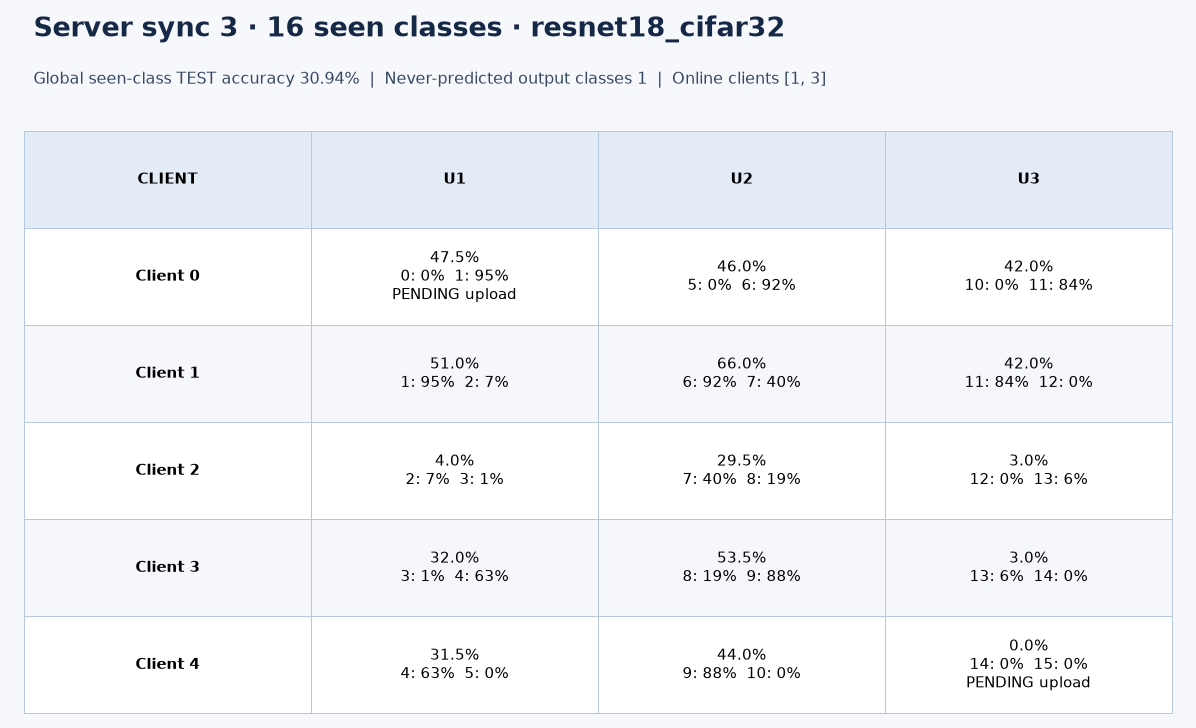 Server sync 3 · 16 seen classes · resnet18_cifar32
Global seen-class TEST accuracy 30.94%  |  Never-predicted output classes 1  |  Online clients [1, 3]
CLIENT
U1
U2
U3
Client 0
47.5%
0: 0%  1: 95%
PENDING upload
46.0%
5: 0%  6: 92%
42.0%
10: 0%  11: 84%
Client 1
51.0%
1: 95%  2: 7%
66.0%
6: 92%  7: 40%
42.0%
11: 84%  12: 0%
Client 2
4.0%
2: 7%  3: 1%
29.5%
7: 40%  8: 19%
3.0%
12: 0%  13: 6%
Client 3
32.0%
3: 1%  4: 63%
53.5%
8: 19%  9: 88%
3.0%
13: 6%  14: 0%
Client 4
31.5%
4: 63%  5: 0%
44.0%
9: 88%  10: 0%
0.0%
14: 0%  15: 0%
PENDING upload